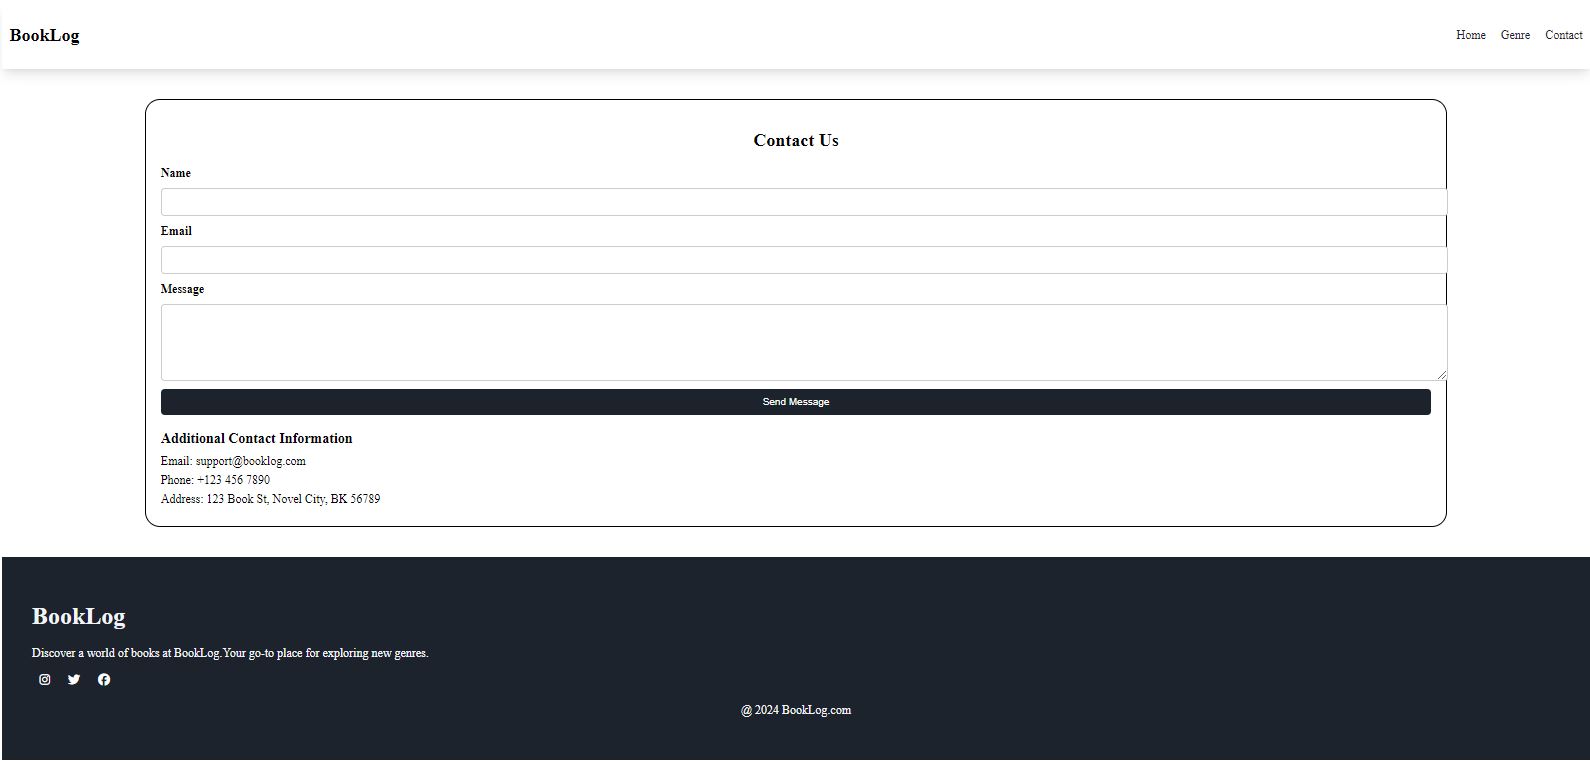 BookLog
Home Genre Contact
Contact Us
Name
Email
Message
Send Message
Additional Contact Information
Email: support@booklog.com
Phone: +123 456 7890
Address: 123 Book St, Novel City, BK 56789
BookLog
Discover a world of books at BookLog.Your go-to place for exploring new genres.
@ 2024 BookLog.com